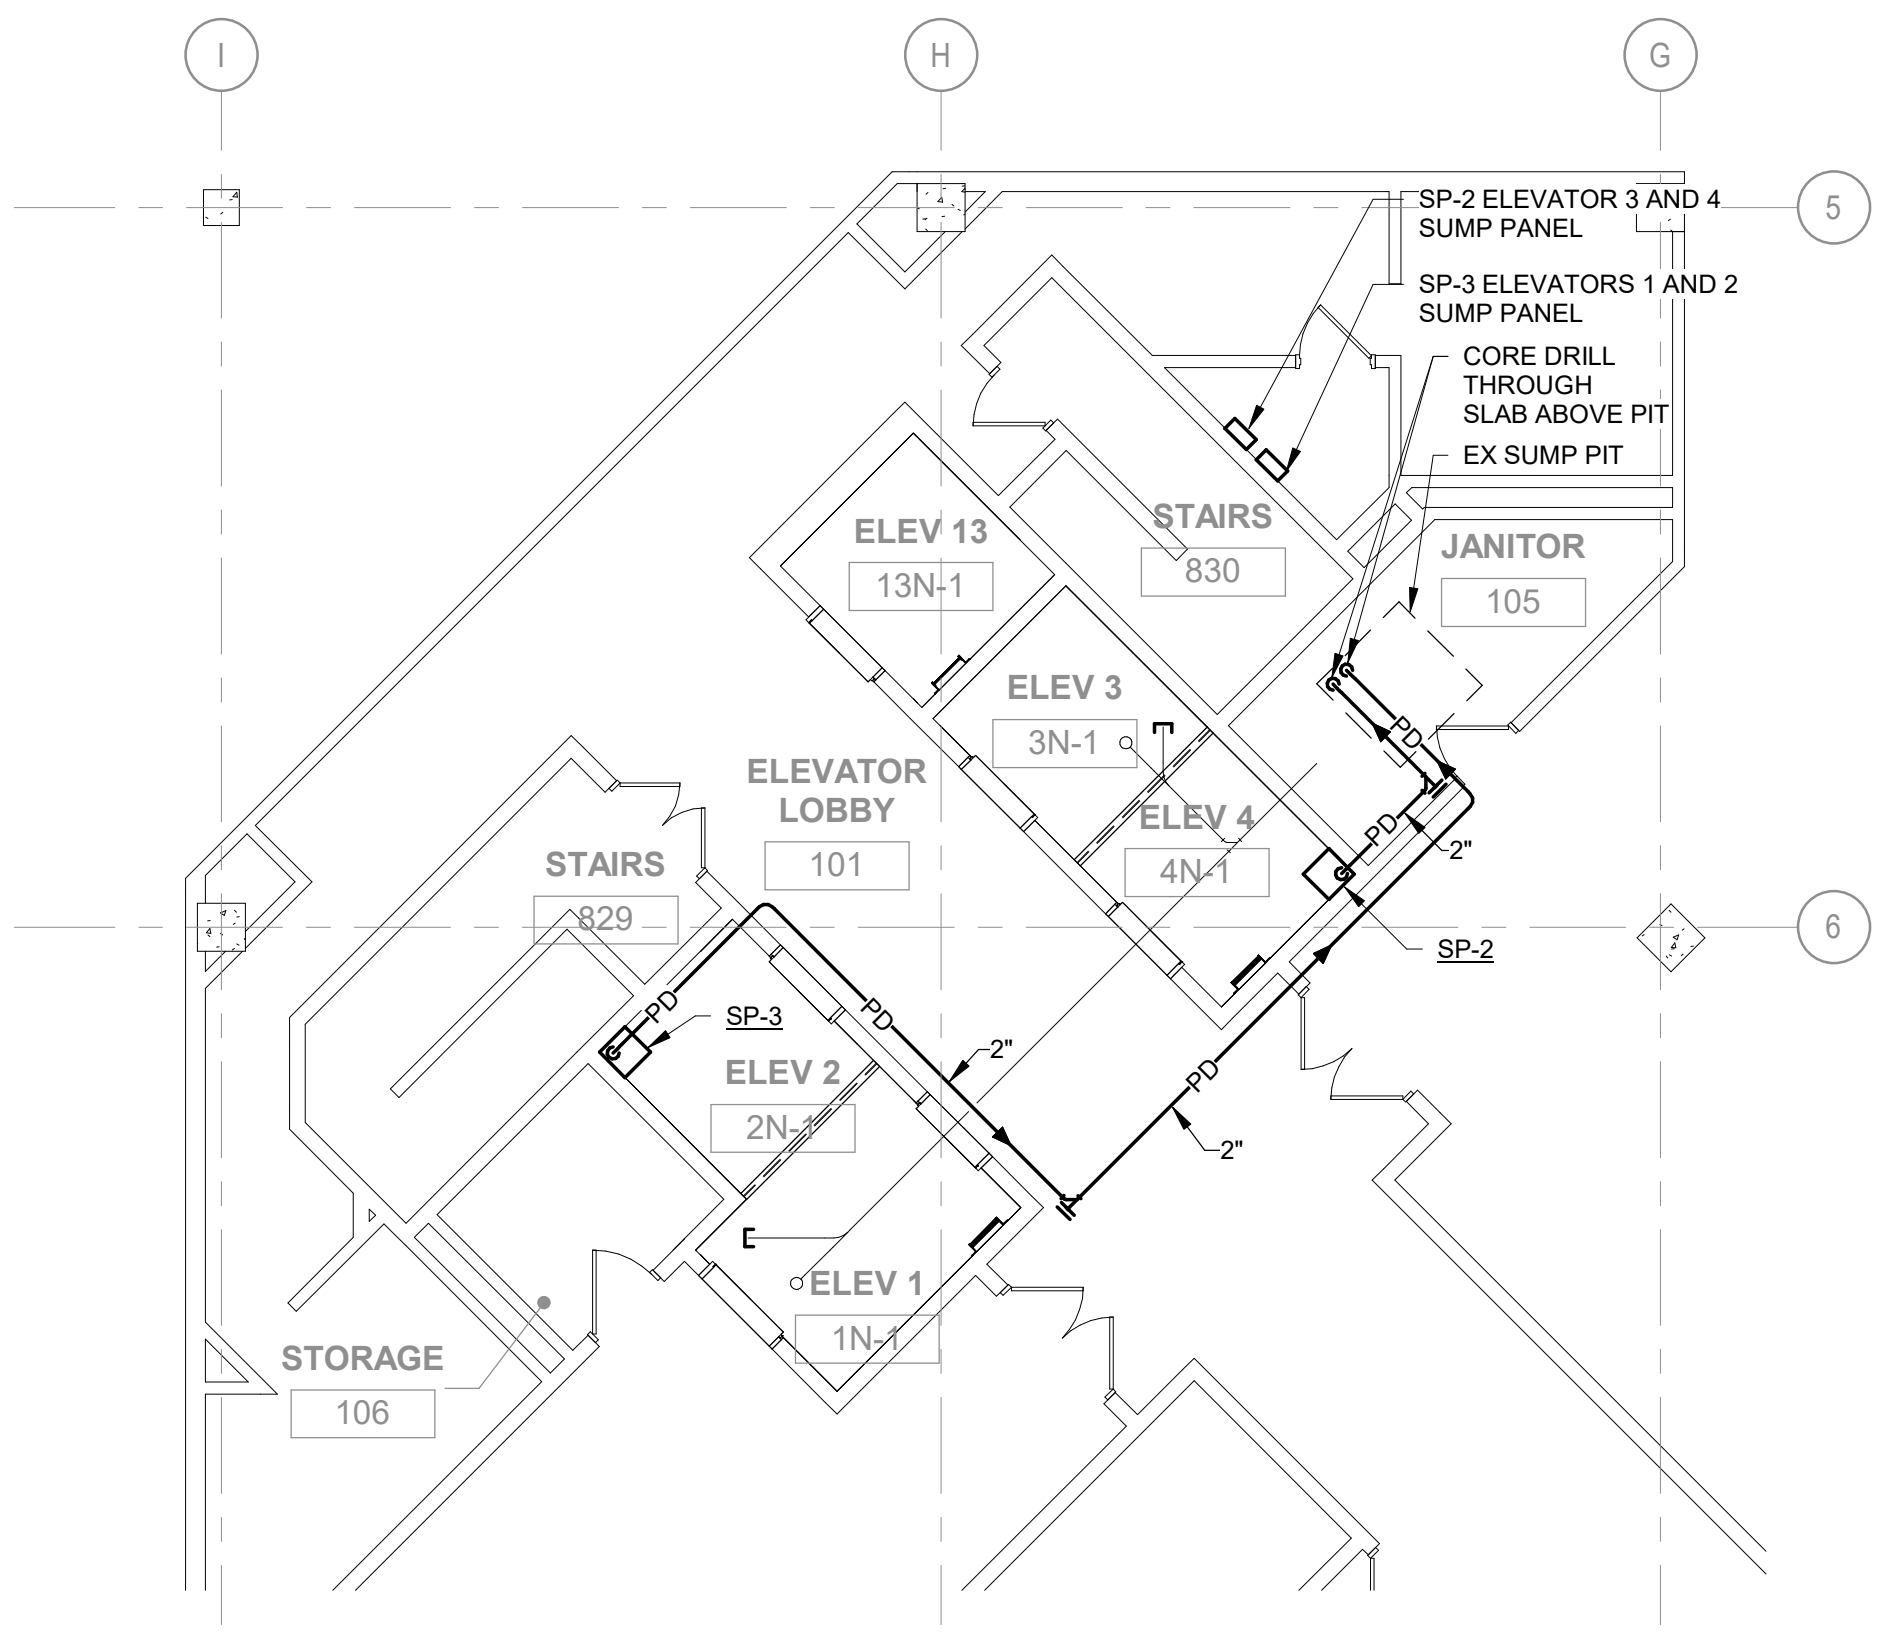 I
H
G
5
SP-2 ELEVATOR 3 AND 4
SUMP PANEL
SP-3 ELEVATORS 1 AND 2
SUMP PANEL
CORE DRILL
THROUGH
SLAB ABOVE PIT
EX SUMP PIT
STAIRS
830
ELEV 13
13N-1
JANITOR
105
ELEV 3
3N-1
PD
ELEVATOR
LOBBY
101
ELEV 4
4N-1
PD
2"
STAIRS
829
6
SP-2
PD
SP-3
PD
2"
ELEV 2
2N-1
PD
2"
ELEV 1
1N-1
STORAGE
106